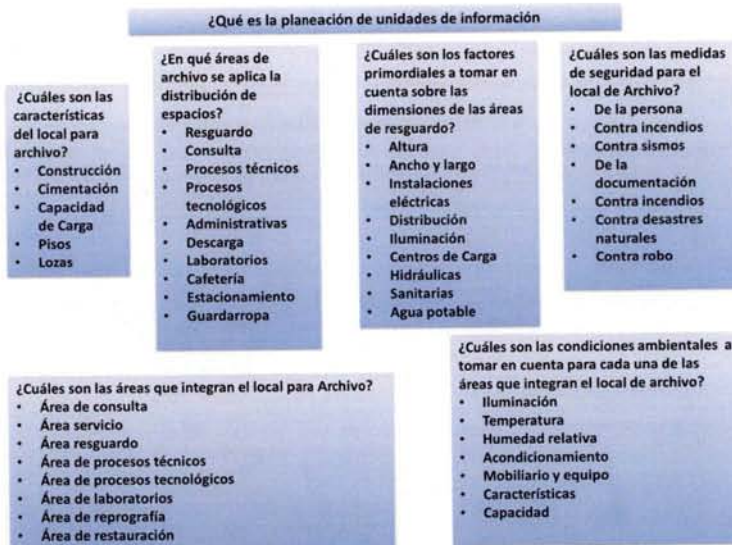 ¿Qué es la planeación de unidades de información
¿Cuáles son las
características
del local para
archivo?
• Construcción
• Cimentación
• Capacidad
de Carga
• Pisos
• Lozas
¿En qué áreas de
archivo se aplica la
distribución de
espacios?
• Resguardo
• Consulta
• Procesos técnicos
• Procesos
tecnológicos
• Administrativas
• Descarga
• Laboratorios
• Cafetería
• Estacionamiento
• Guardarropa
¿Cuáles son los factores
primordiales a tomar en
cuenta sobre las
dimensiones de las áreas
de resguardo?
• Altura
• Ancho y largo
• Instalaciones
eléctricas
• Distribución
• Iluminación
• Centros de Carga
• Hidráulicas
• Sanitarias
• Agua potable
¿Cuáles son las medidas
de seguridad para el
local de Archivo?
• De la persona
• Contra incendios
• Contra sismos
• De la
documentación
• Contra incendios
• Contra desastres
naturales
• Contra robo
¿Cuáles son las áreas que integran el local para Archivo?
• Área de consulta
• Área servicio
• Área resguardo
• Área de procesos técnicos
• Área de procesos tecnológicos
• Área de laboratorios
• Área de reprografía
• Área de restauración
¿Cuáles son las condiciones ambientales a
tomar en cuenta para cada una de las
áreas que integran el local de archivo?
• Iluminación
• Temperatura
• Humedad relativa
• Acondicionamiento
• Mobiliario y equipo
• Características
• Capacidad